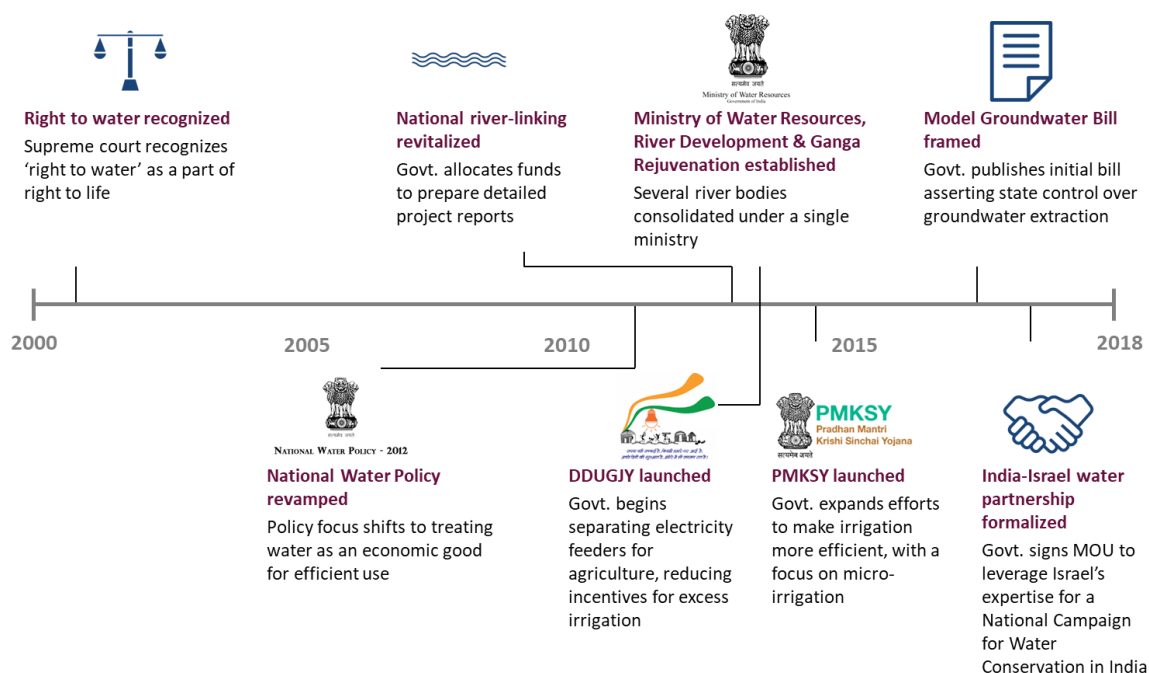 सत्यमेव जयते
Ministry of Water Resources
Government of India
Right to water recognized
Supreme court recognizes
‘right to water’ as a part of
right to life
National river-linking
revitalized
Govt. allocates funds
to prepare detailed
project reports
Ministry of Water Resources,
River Development & Ganga
Rejuvenation established
Several river bodies
consolidated under a single
ministry
Model Groundwater Bill
framed
Govt. publishes initial bill
asserting state control over
groundwater extraction
2000
2005
2010
2015
2018
सत्यमेव जयते
NATIONAL WATER POLICY - 2012
National Water Policy
revamped
Policy focus shifts to treating
water as an economic good
for efficient use
DDUGJY launched
Govt. begins
separating electricity
feeders for
agriculture, reducing
incentives for excess
irrigation
PMKSY
Pradhan Mantri
Krishi Sinchai Yojana
सत्यमेव जयते
PMKSY launched
Govt. expands efforts
to make irrigation
more efficient, with a
focus on micro-
irrigation
India-Israel water
partnership
formalized
Govt. signs MOU to
leverage Israel’s
expertise for a
National Campaign
for Water
Conservation in India